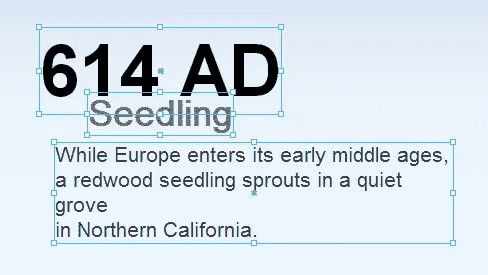 614 AD
Seedling
While Europe enters its early middle ages,
a redwood seedling sprouts in a quiet
grove
in Northern California.